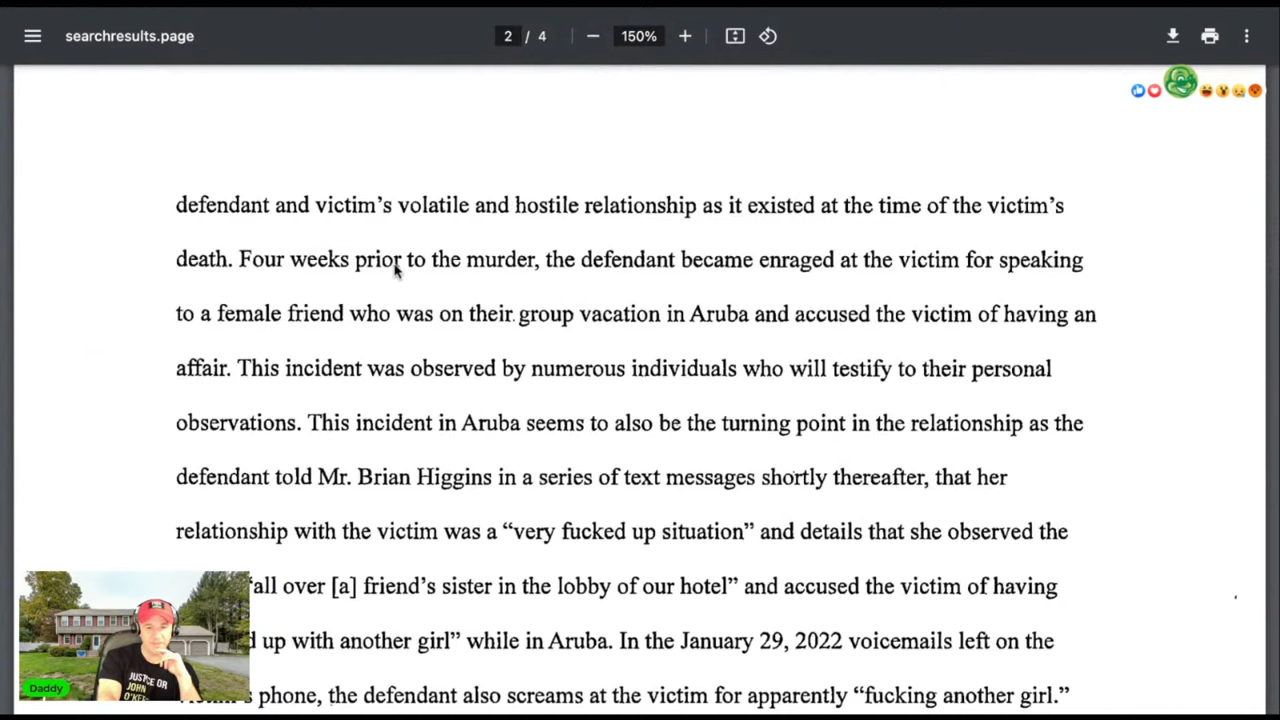 searchresults.page
2 / 4
150%
defendant and victim’s volatile and hostile relationship as it existed at the time of the victim’s
death. Four weeks prior to the murder, the defendant became enraged at the victim for speaking
to a female friend who was on their group vacation in Aruba and accused the victim of having an
affair. This incident was observed by numerous individuals who will testify to their personal
observations. This incident in Aruba seems to also be the turning point in the relationship as the
defendant told Mr. Brian Higgins in a series of text messages shortly thereafter, that her
relationship with the victim was a “very fucked up situation” and details that she observed the
“all over [a] friend’s sister in the lobby of our hotel” and accused the victim of having
up with another girl” while in Aruba. In the January 29, 2022 voicemails left on the
phone, the defendant also screams at the victim for apparently “fucking another girl.”
JUSTICE OR
JOHN
Daddy